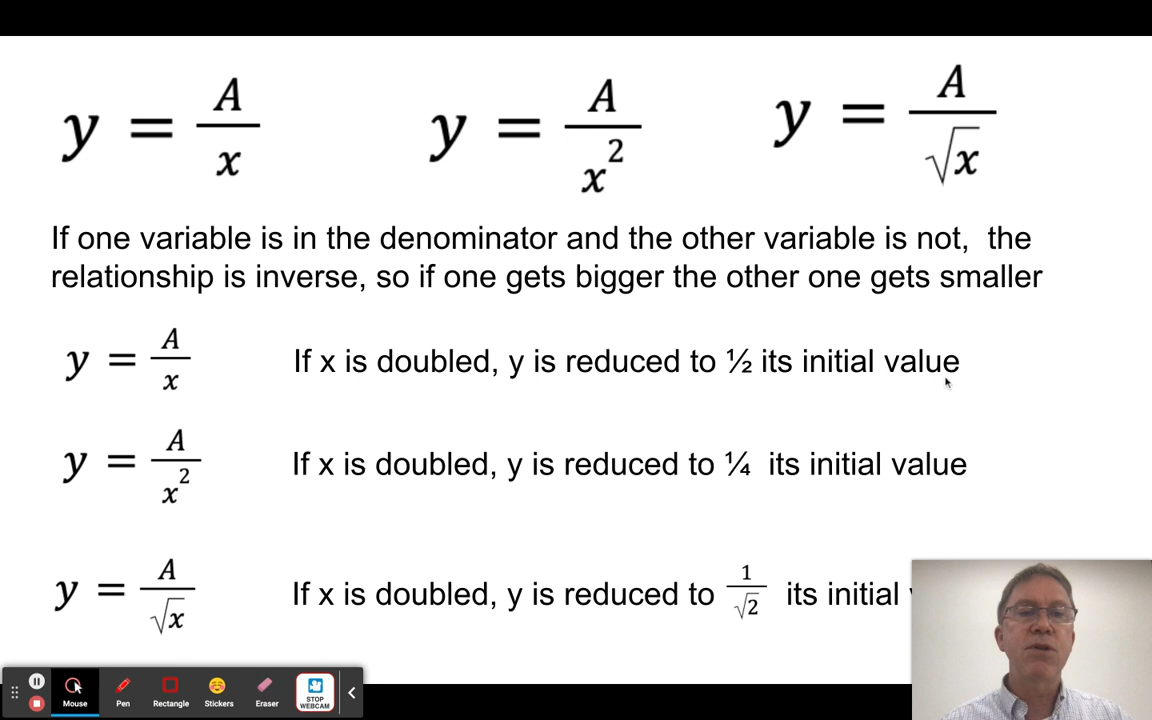 y = A/x y = A/x² y = A/√x
If one variable is in the denominator and the other variable is not, the
relationship is inverse, so if one gets bigger the other one gets smaller
y = A/x If x is doubled, y is reduced to ½ its initial value
y = A/x² If x is doubled, y is reduced to ¼ its initial value
y = A/√x If x is doubled, y is reduced to 1/√2 its initial
Mouse Pen Rectangle Stickers Eraser STOP WEBCAM